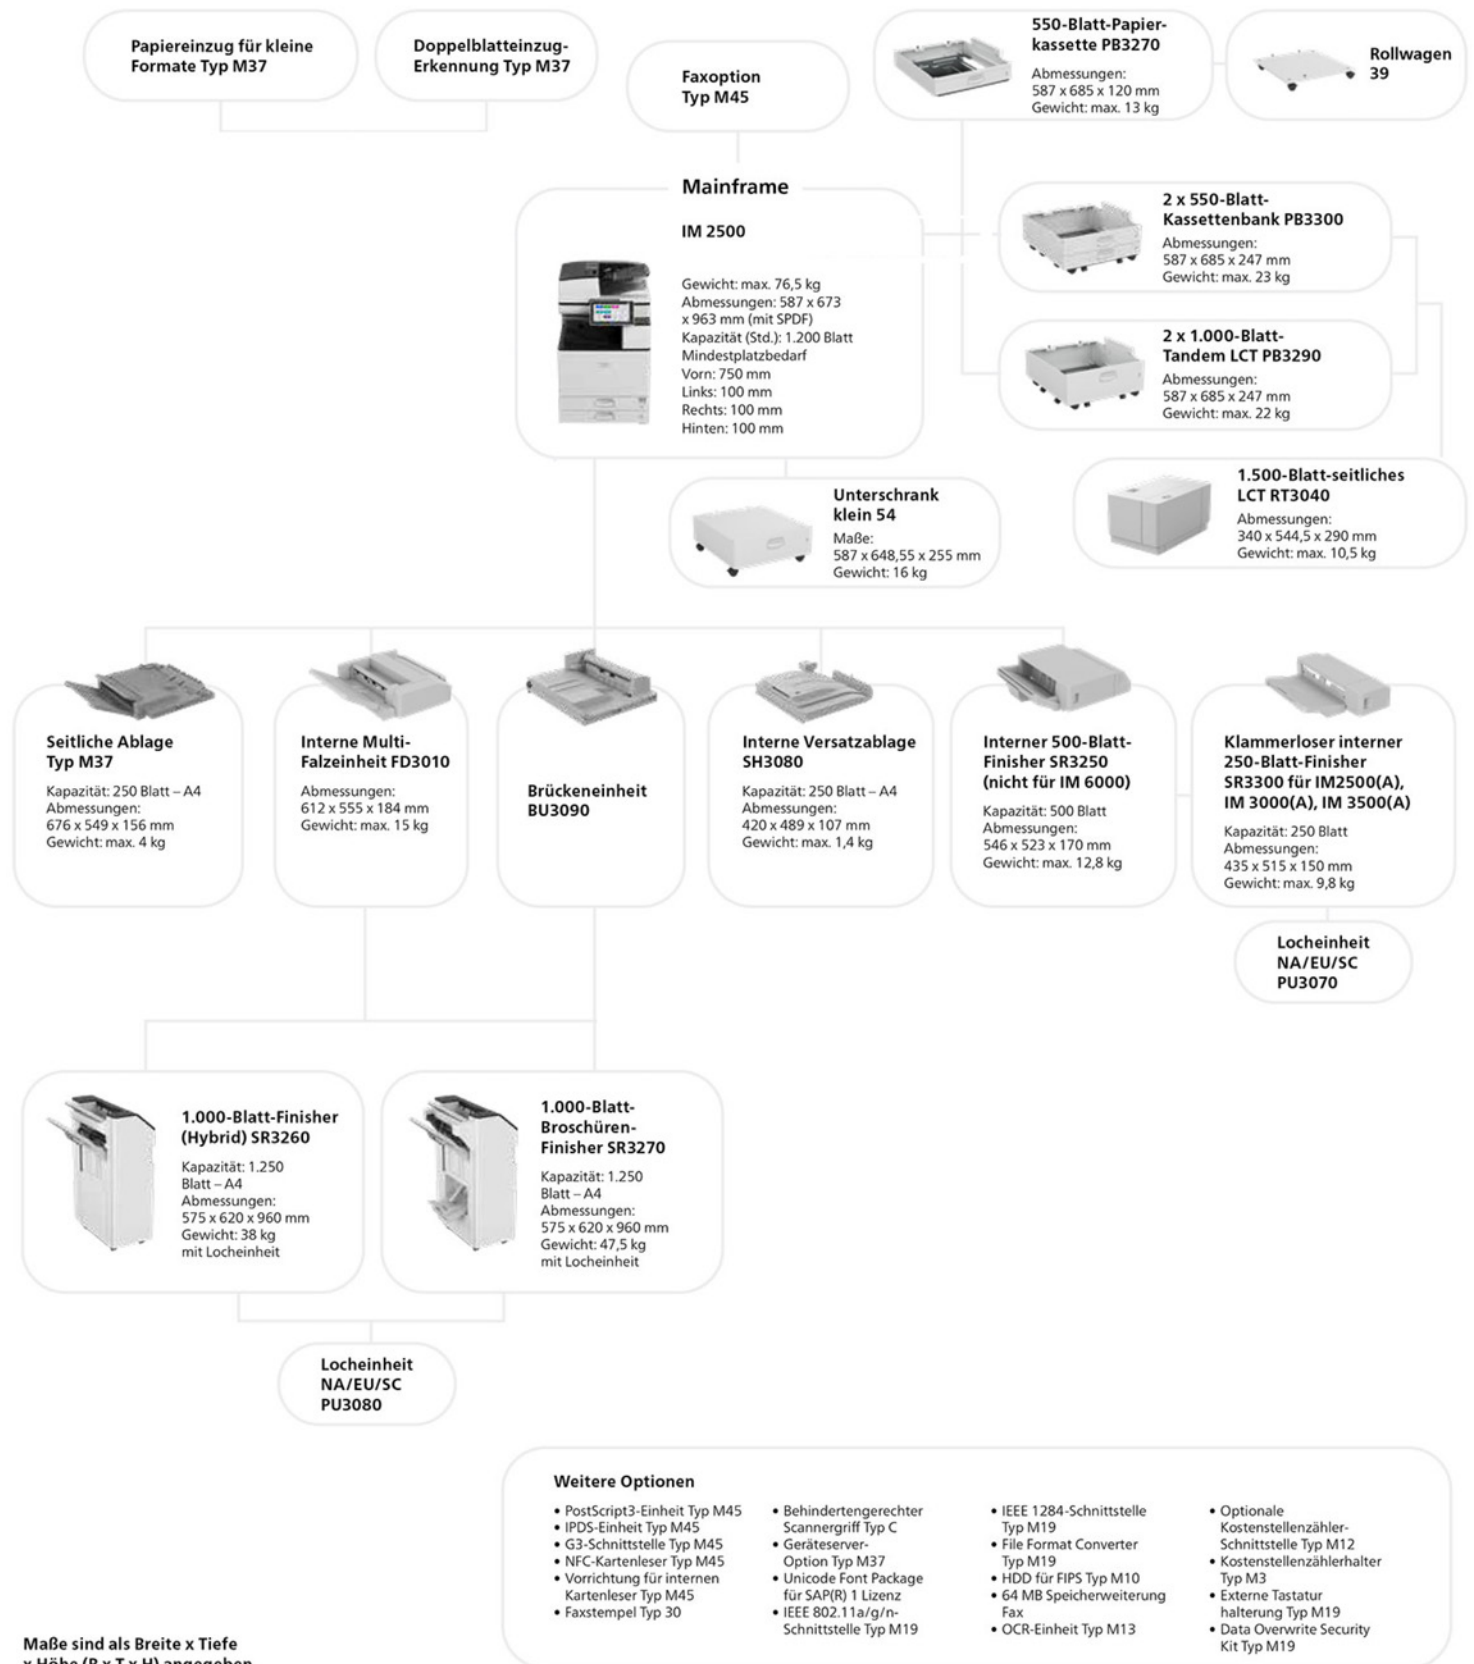 Papiereinzug für kleine
Formate Typ M37
Doppelblatteinzug-
Erkennung Typ M37
Faxoption
Typ M45
550-Blatt-Papier-
kassette PB3270
Abmessungen:
587 x 685 x 120 mm
Gewicht: max. 13 kg
Rollwagen
39
Mainframe
IM 2500
Gewicht: max. 76,5 kg
Abmessungen: 587 x 673
x 963 mm (mit SPDF)
Kapazität (Std.): 1.200 Blatt
Mindestplatzbedarf
Vorn: 750 mm
Links: 100 mm
Rechts: 100 mm
Hinten: 100 mm
2 x 550-Blatt-
Kassettenbank PB3300
Abmessungen:
587 x 685 x 247 mm
Gewicht: max. 23 kg
2 x 1.000-Blatt-
Tandem LCT PB3290
Abmessungen:
587 x 685 x 247 mm
Gewicht: max. 22 kg
1.500-Blatt-seitliches
LCT RT3040
Abmessungen:
340 x 544,5 x 290 mm
Gewicht: max. 10,5 kg
Unterschrank
klein 54
Maße:
587 x 648,55 x 255 mm
Gewicht: 16 kg
Seitliche Ablage
Typ M37
Kapazität: 250 Blatt – A4
Abmessungen:
676 x 549 x 156 mm
Gewicht: max. 4 kg
Interne Multi-
Falzeinheit FD3010
Abmessungen:
612 x 555 x 184 mm
Gewicht: max. 15 kg
Brückeneinheit
BU3090
Interne Versatzablage
SH3080
Kapazität: 250 Blatt – A4
Abmessungen:
420 x 489 x 107 mm
Gewicht: max. 1,4 kg
Interner 500-Blatt-
Finisher SR3250
(nicht für IM 6000)
Kapazität: 500 Blatt
Abmessungen:
546 x 523 x 170 mm
Gewicht: max. 12,8 kg
Klammerloser interner
250-Blatt-Finisher
SR3300 für IM2500(A),
IM 3000(A), IM 3500(A)
Kapazität: 250 Blatt
Abmessungen:
435 x 515 x 150 mm
Gewicht: max. 9,8 kg
Locheinheit
NA/EU/SC
PU3070
1.000-Blatt-Finisher
(Hybrid) SR3260
Kapazität: 1.250
Blatt – A4
Abmessungen:
575 x 620 x 960 mm
Gewicht: 38 kg
mit Locheinheit
1.000-Blatt-
Broschüren-
Finisher SR3270
Kapazität: 1.250
Blatt – A4
Abmessungen:
575 x 620 x 960 mm
Gewicht: 47,5 kg
mit Locheinheit
Locheinheit
NA/EU/SC
PU3080
Weitere Optionen
• PostScript3-Einheit Typ M45
• IPDS-Einheit Typ M45
• G3-Schnittstelle Typ M45
• NFC-Kartenleser Typ M45
• Vorrichtung für internen
Kartenleser Typ M45
• Faxstempel Typ 30
• Behindertengerechter
Scannergriff Typ C
• Geräteserver-
Option Typ M37
• Unicode Font Package
für SAP(R) 1 Lizenz
• IEEE 802.11a/g/n-
Schnittstelle Typ M19
• IEEE 1284-Schnittstelle
Typ M19
• File Format Converter
Typ M19
• HDD für FIPS Typ M10
• 64 MB Speicherweiterung
Fax
• OCR-Einheit Typ M13
• Optionale
Kostenstellenzähler-
Schnittstelle Typ M12
• Kostenstellenzählerhalter
Typ M3
• Externe Tastatur
halterung Typ M19
• Data Overwrite Security
Kit Typ M19
Maße sind als Breite x Tiefe
x Höhe (B x T x H) angegeben